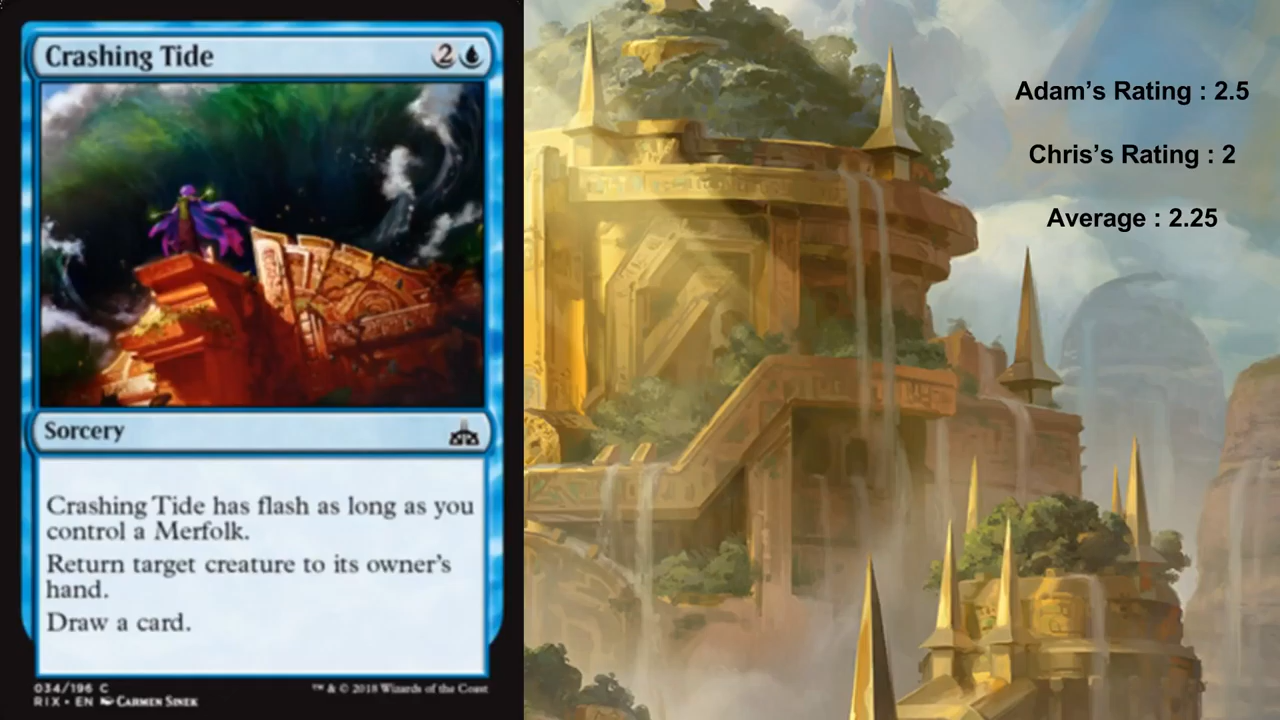 Crashing Tide 2
Sorcery
Crashing Tide has flash as long as you
control a Merfolk.
Return target creature to its owner's
hand.
Draw a card.
034/196 C
RIX • EN Carmen Sinek
™ & © 2018 Wizards of the Coast
Adam's Rating : 2.5
Chris's Rating : 2
Average : 2.25